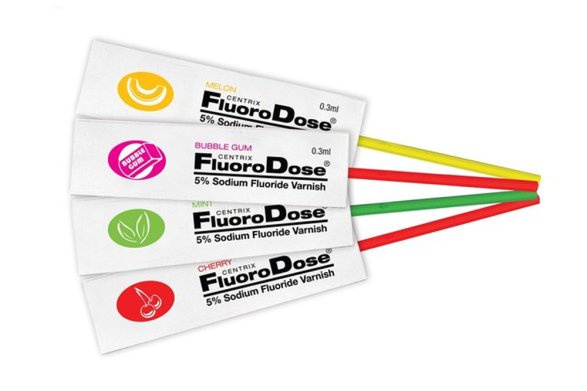 MELON
CENTRIX
FluoroDose®
0.3ml
5% Sodium Fluoride
BUBBLE GUM
BUBBLE GUM
CENTRIX
FluoroDose®
0.3ml
5% Sodium Fluoride Varnish
MINT
CENTRIX
FluoroDose®
5% Sodium Fluoride Varnish
CHERRY
CENTRIX
FluoroDose®
5% Sodium Fluoride Varnish